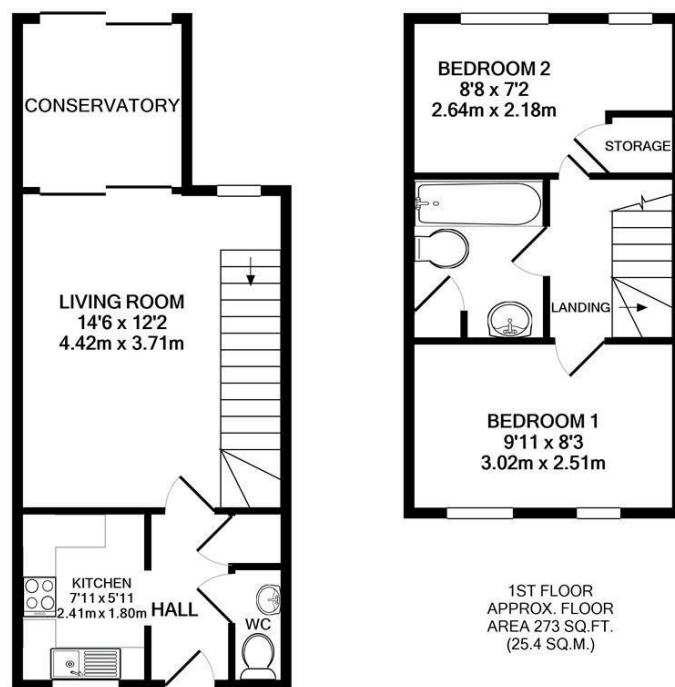 CONSERVATORY
LIVING ROOM
14'6 x 12'2
4.42m x 3.71m
KITCHEN
7'11 x 5'11
2.41m x 1.80m
HALL
WC
BEDROOM 2
8'8 x 7'2
2.64m x 2.18m
STORAGE
LANDING
BEDROOM 1
9'11 x 8'3
3.02m x 2.51m
1ST FLOOR
APPROX. FLOOR
AREA 273 SQ.FT.
(25.4 SQ.M.)